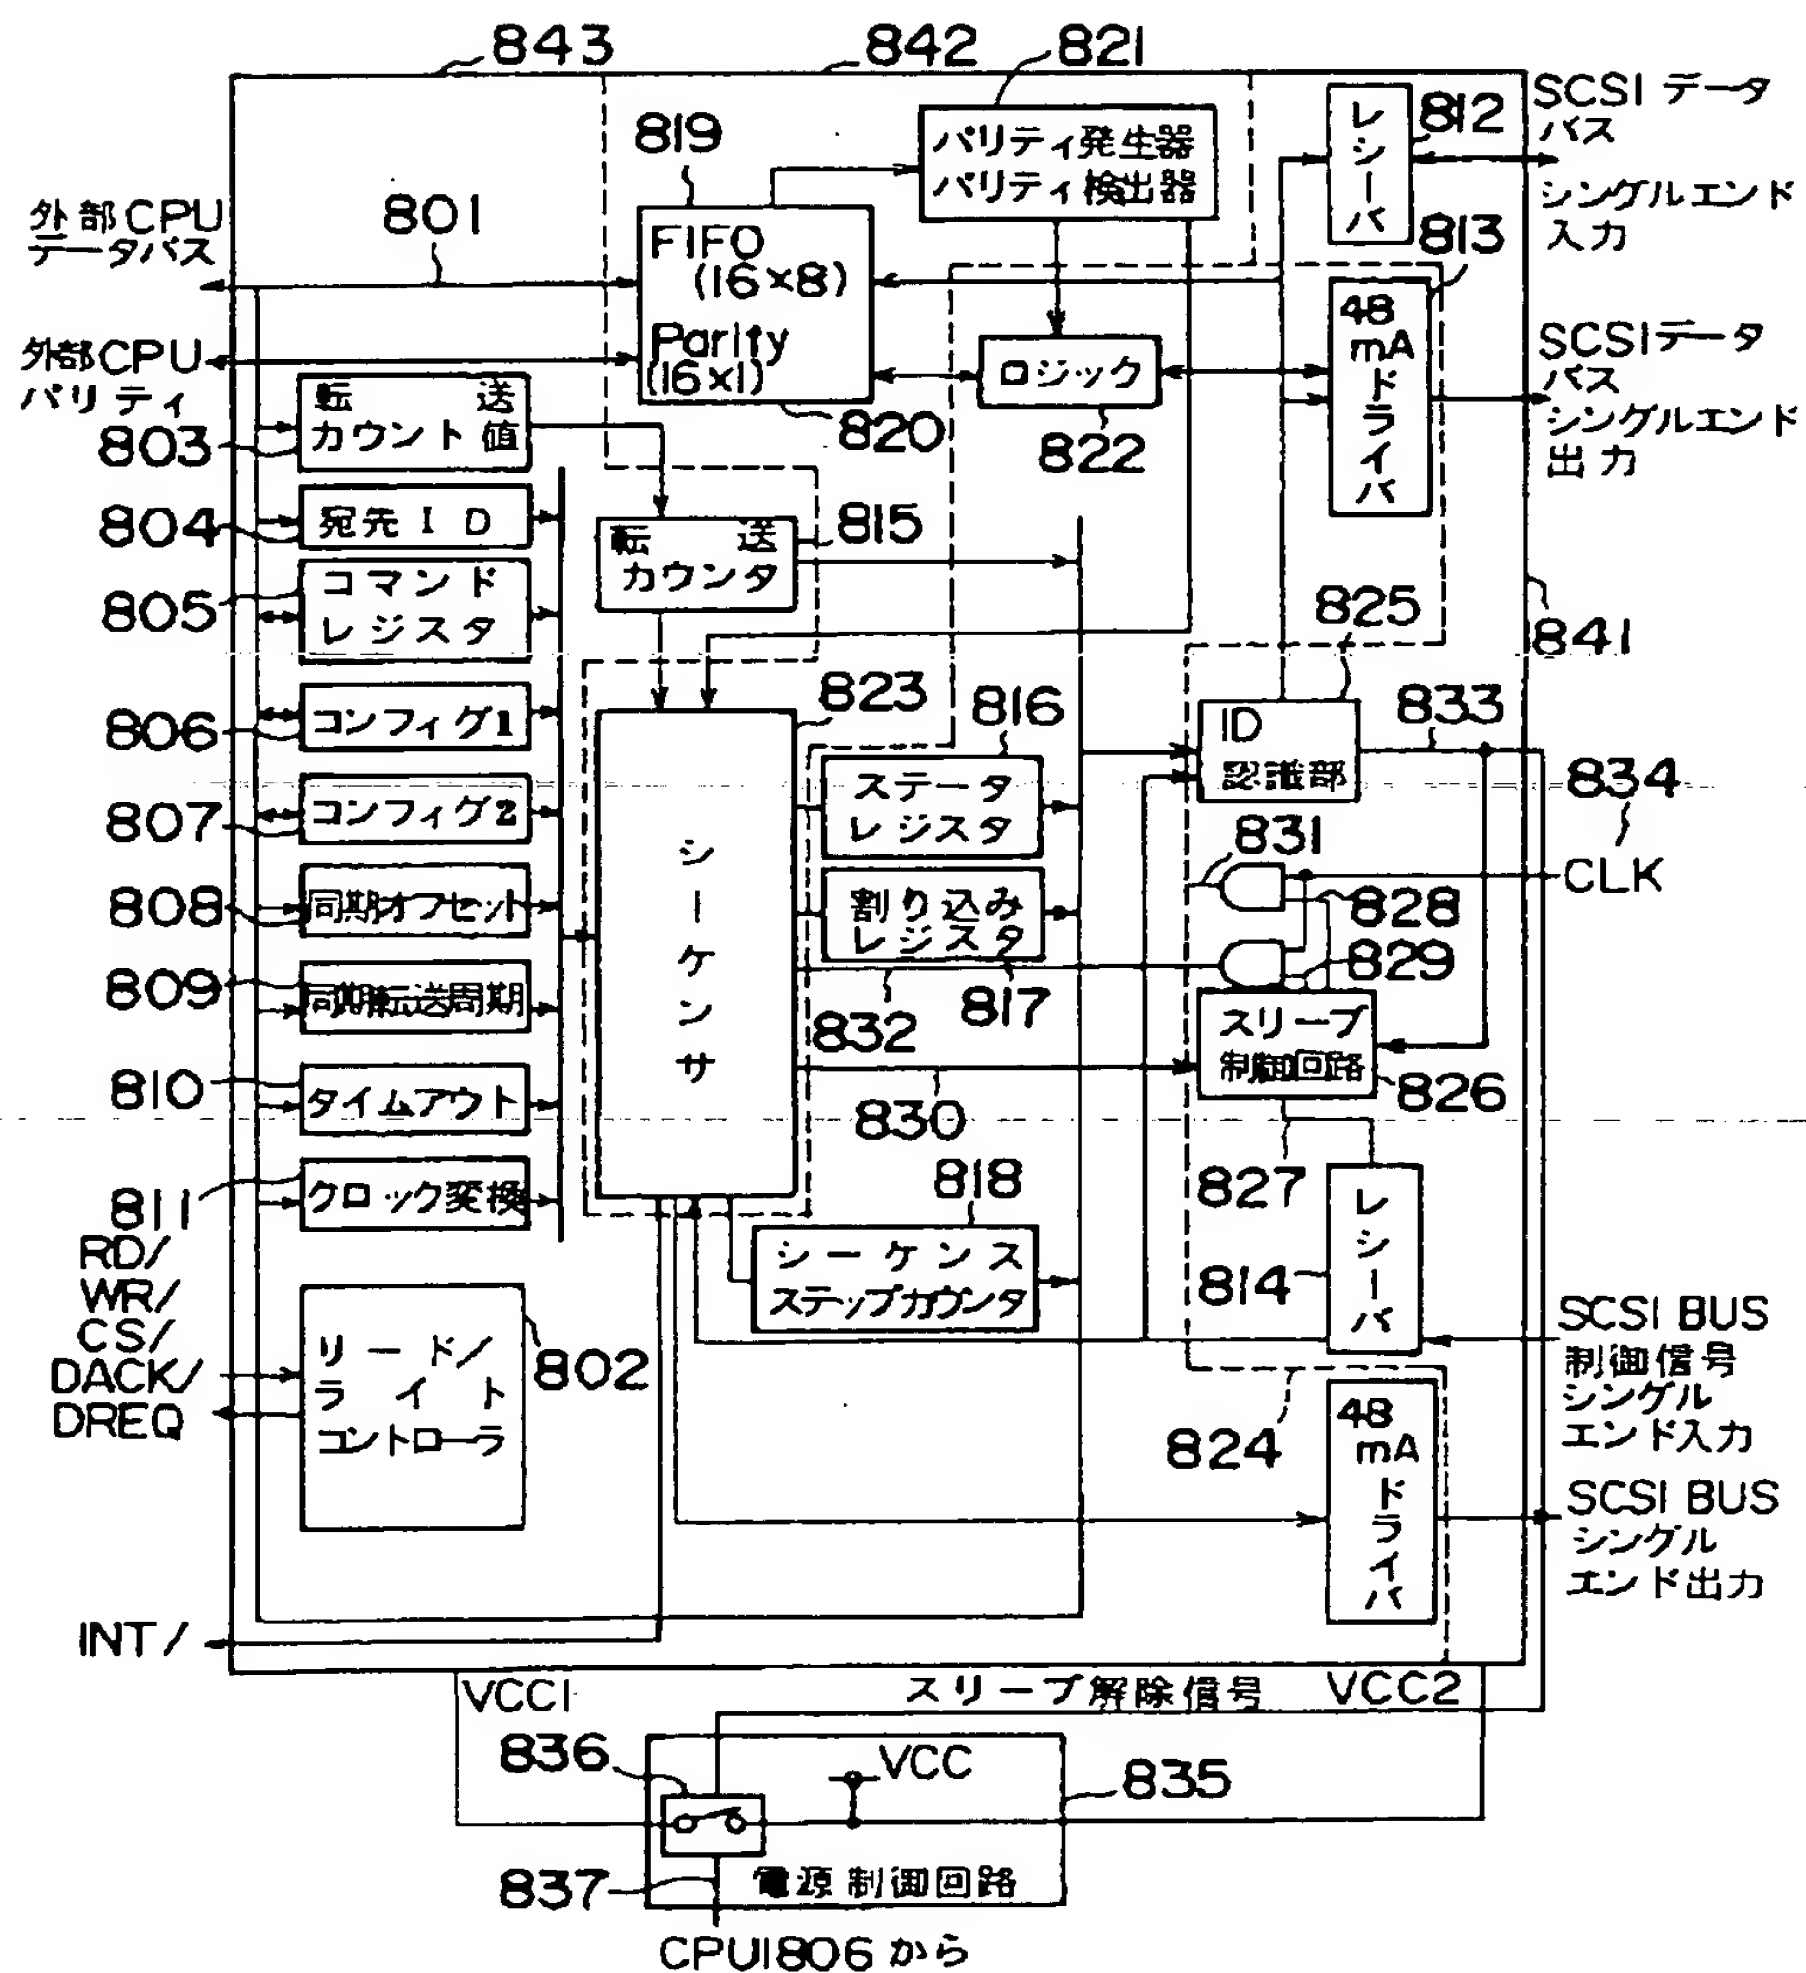 843
842
821
819
812
SCSI データ
バス
レシーバ
パリティ発生器
パリティ検出器
シングルエンド
入力
外部CPU
データバス
801
813
FIFO
(16×8)
Parity
(16×1)
48
mA
ドライバ
ロジック
SCSIデータ
バス
シングルエンド
出力
外部CPU
パリティ
転送
カウント値
803
820
822
宛先ID
804
転送
カウンタ
815
コマンド
レジスタ
805
825
841
823
816
833
コンフィグ1
806
ID
認識部
834
ステータ
レジスタ
コンフィグ2
807
831
CLK
シーケンサ
同期オフセット
808
割り込み
レジスタ
828
829
同期転送周期
809
817
832
スリープ
制御回路
826
タイムアウト
810
830
827
クロック変換
811
818
レシーバ
814
シーケンス
ステップカウンタ
RD/
WR/
CS/
DACK/
DREQ
リード/
ライト
コントローラ
802
SCSI BUS
制御信号
シングル
エンド入力
824
48
mA
ドライバ
SCSI BUS
シングル
エンド出力
INT/
VCC1
スリープ解除信号
VCC2
836
VCC
835
837
電源制御回路
CPU1806から